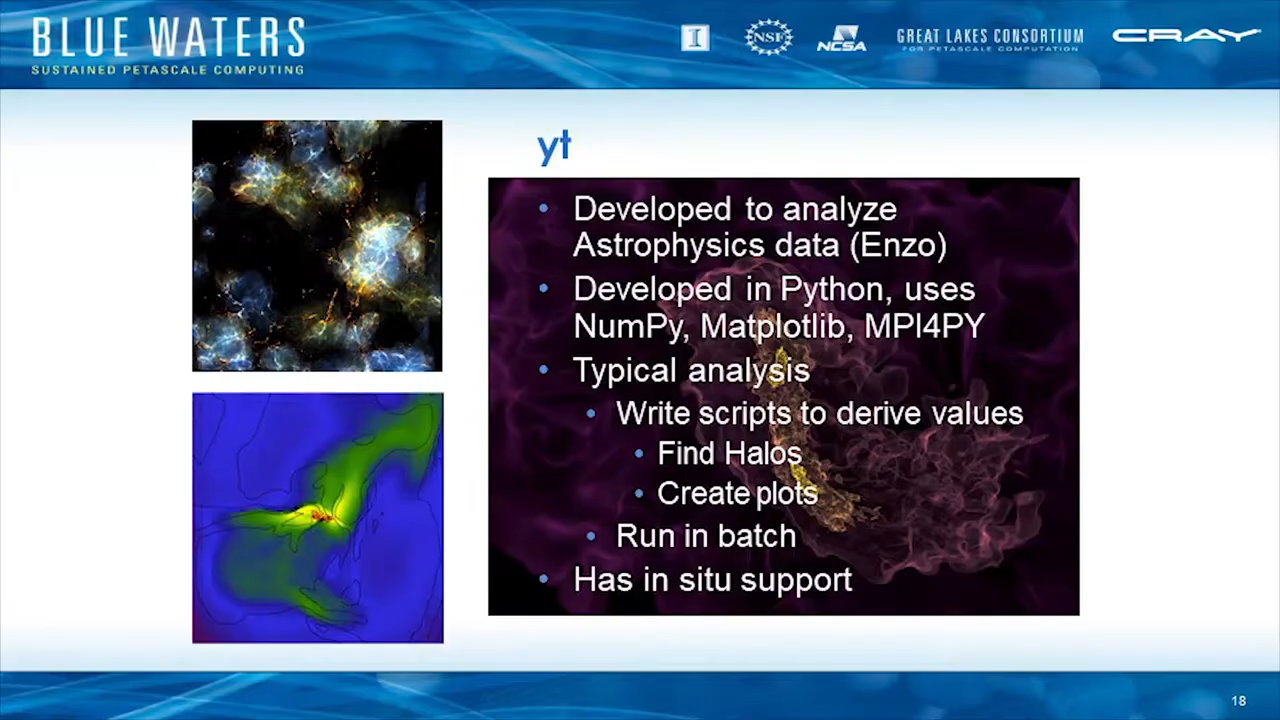 BLUE WATERS
SUSTAINED PETASCALE COMPUTING
I
NSF
NCSA
GREAT LAKES CONSORTIUM
FOR PETASCALE COMPUTATION
CRAY
yt
• Developed to analyze
Astrophysics data (Enzo)
• Developed in Python, uses
NumPy, Matplotlib, MPI4PY
• Typical analysis
• Write scripts to derive values
• Find Halos
• Create plots
• Run in batch
• Has in situ support
18